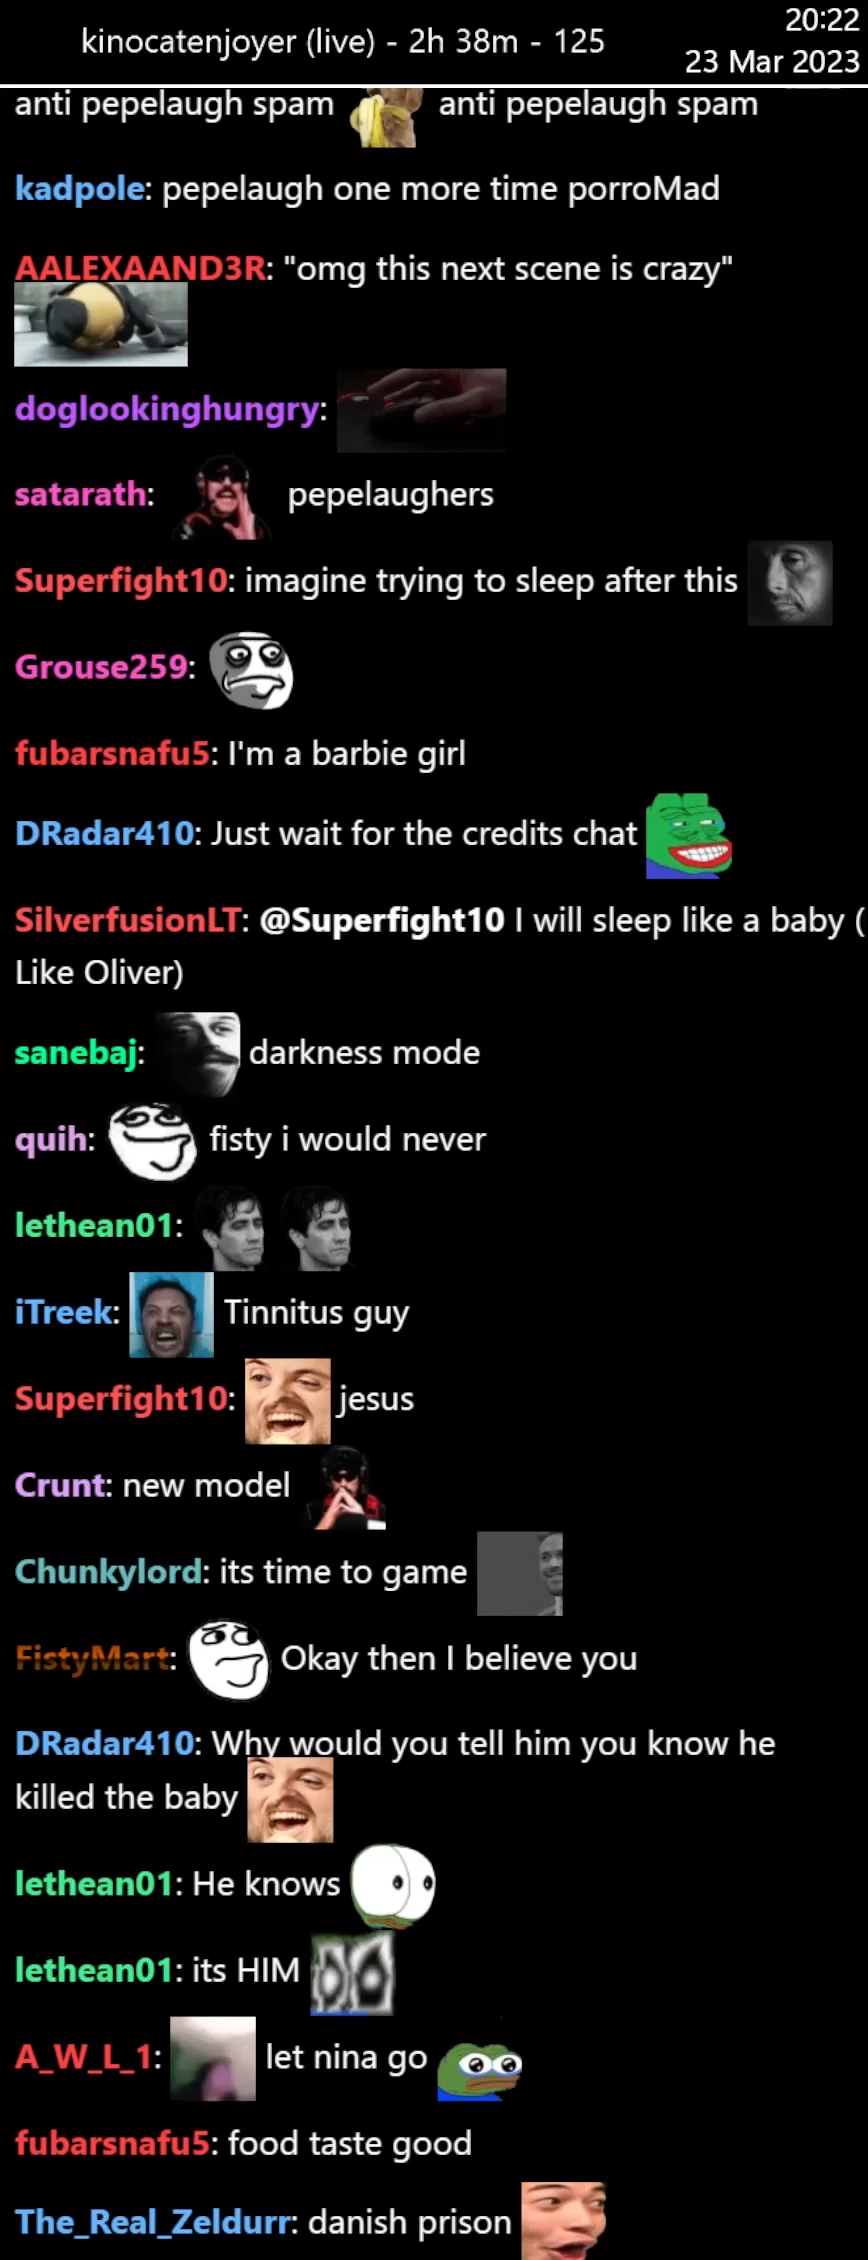 kinocatenjoyer (live) - 2h 38m - 125
20:22
23 Mar 2023
anti pepelaugh spam anti pepelaugh spam
kadpole: pepelaugh one more time porroMad
AALEXAAND3R: "omg this next scene is crazy"
doglookinghungry:
satarath: pepelaughers
Superfight10: imagine trying to sleep after this
Grouse259:
fubarsnafu5: I'm a barbie girl
DRadar410: Just wait for the credits chat
SilverfusionLT: @Superfight10 I will sleep like a baby (
Like Oliver)
sanebaj: darkness mode
quih: fisty i would never
lethean01:
iTreek: Tinnitus guy
Superfight10: jesus
Crunt: new model
Chunkylord: its time to game
FistyMart: Okay then I believe you
DRadar410: Why would you tell him you know he
killed the baby
lethean01: He knows
lethean01: its HIM
A_W_L_1: let nina go
fubarsnafu5: food taste good
The_Real_Zeldurr: danish prison